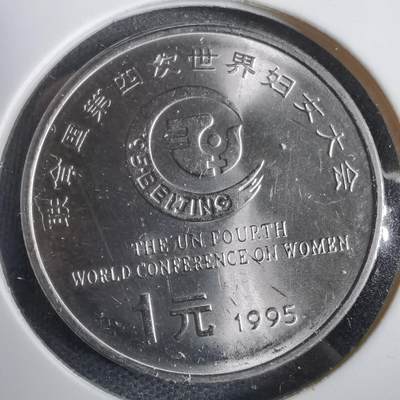 联合国第四次世界妇女大会
95·BEIJING
THE UN FOURTH
WORLD CONFERENCE ON WOMEN
1元 1995